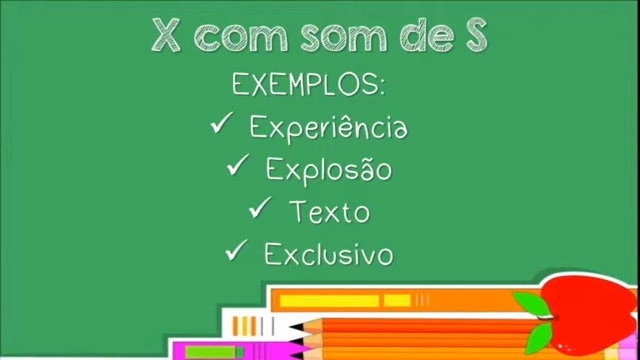 X com som de S
EXEMPLOS:
✓ Experiência
✓ Explosão
✓ Texto
✓ Exclusivo